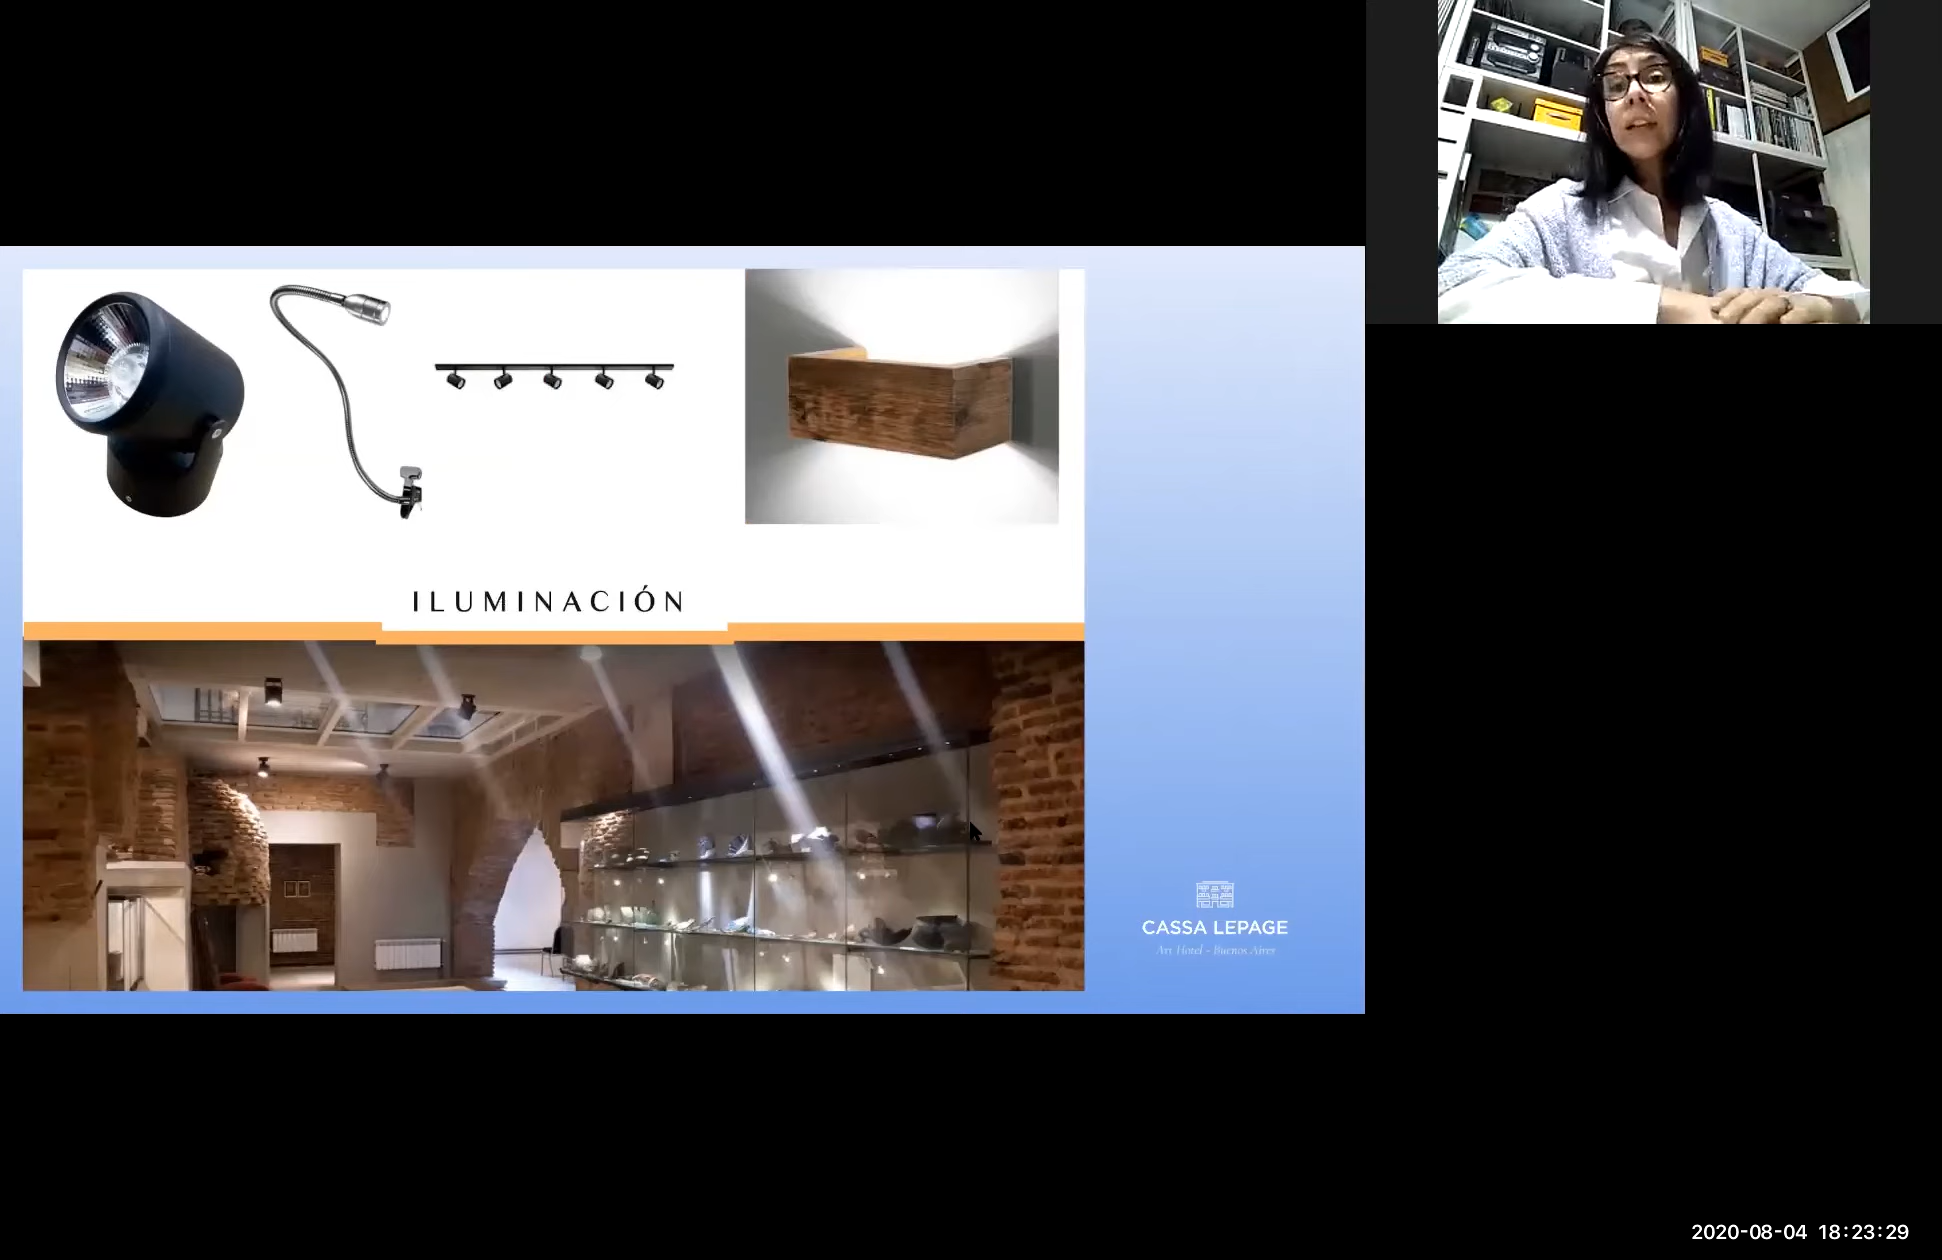 ILUMINACIÓN
CASSA LEPAGE
Art Hotel - Buenos Aires
2020-08-04 18:23:29